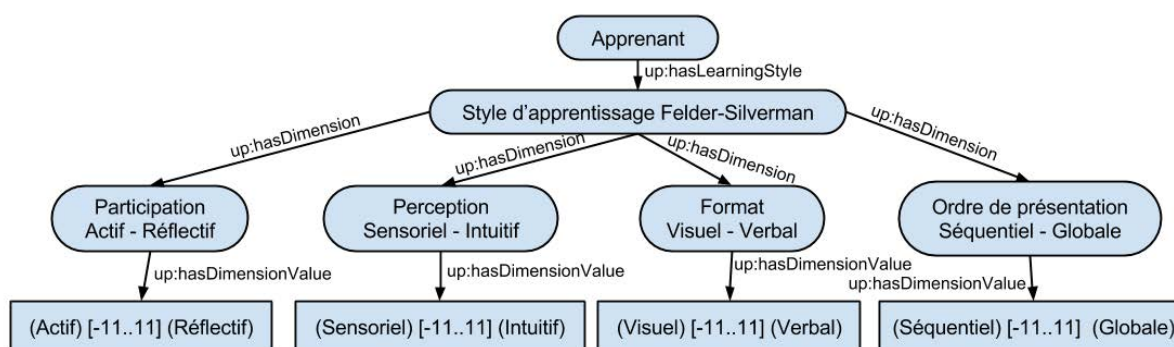 Apprenant
up:hasLearningStyle
Style d'apprentissage Felder-Silverman
up:hasDimension
up:hasDimension
up:hasDimension
up:hasDimension
Participation
Actif - Réflectif
Perception
Sensoriel - Intuitif
Format
Visuel - Verbal
Ordre de présentation
Séquentiel - Globale
up:hasDimensionValue
up:hasDimensionValue
up:hasDimensionValue
up:hasDimensionValue
(Actif) [-11..11] (Réflectif)
(Sensoriel) [-11..11] (Intuitif)
(Visuel) [-11..11] (Verbal)
(Séquentiel) [-11..11] (Globale)